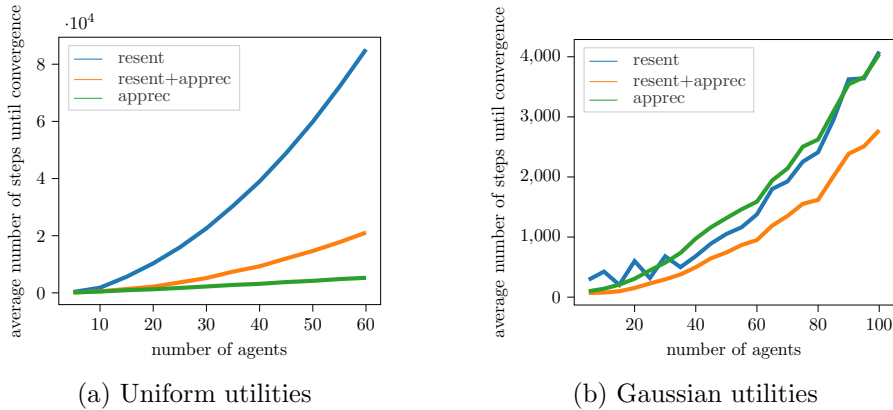 ·10⁴
average number of steps until convergence
8
6
4
2
0
resent
resent+apprec
apprec
10 20 30 40 50 60
number of agents
(a) Uniform utilities
average number of steps until convergence
4,000
3,000
2,000
1,000
0
resent
resent+apprec
apprec
20 40 60 80 100
number of agents
(b) Gaussian utilities